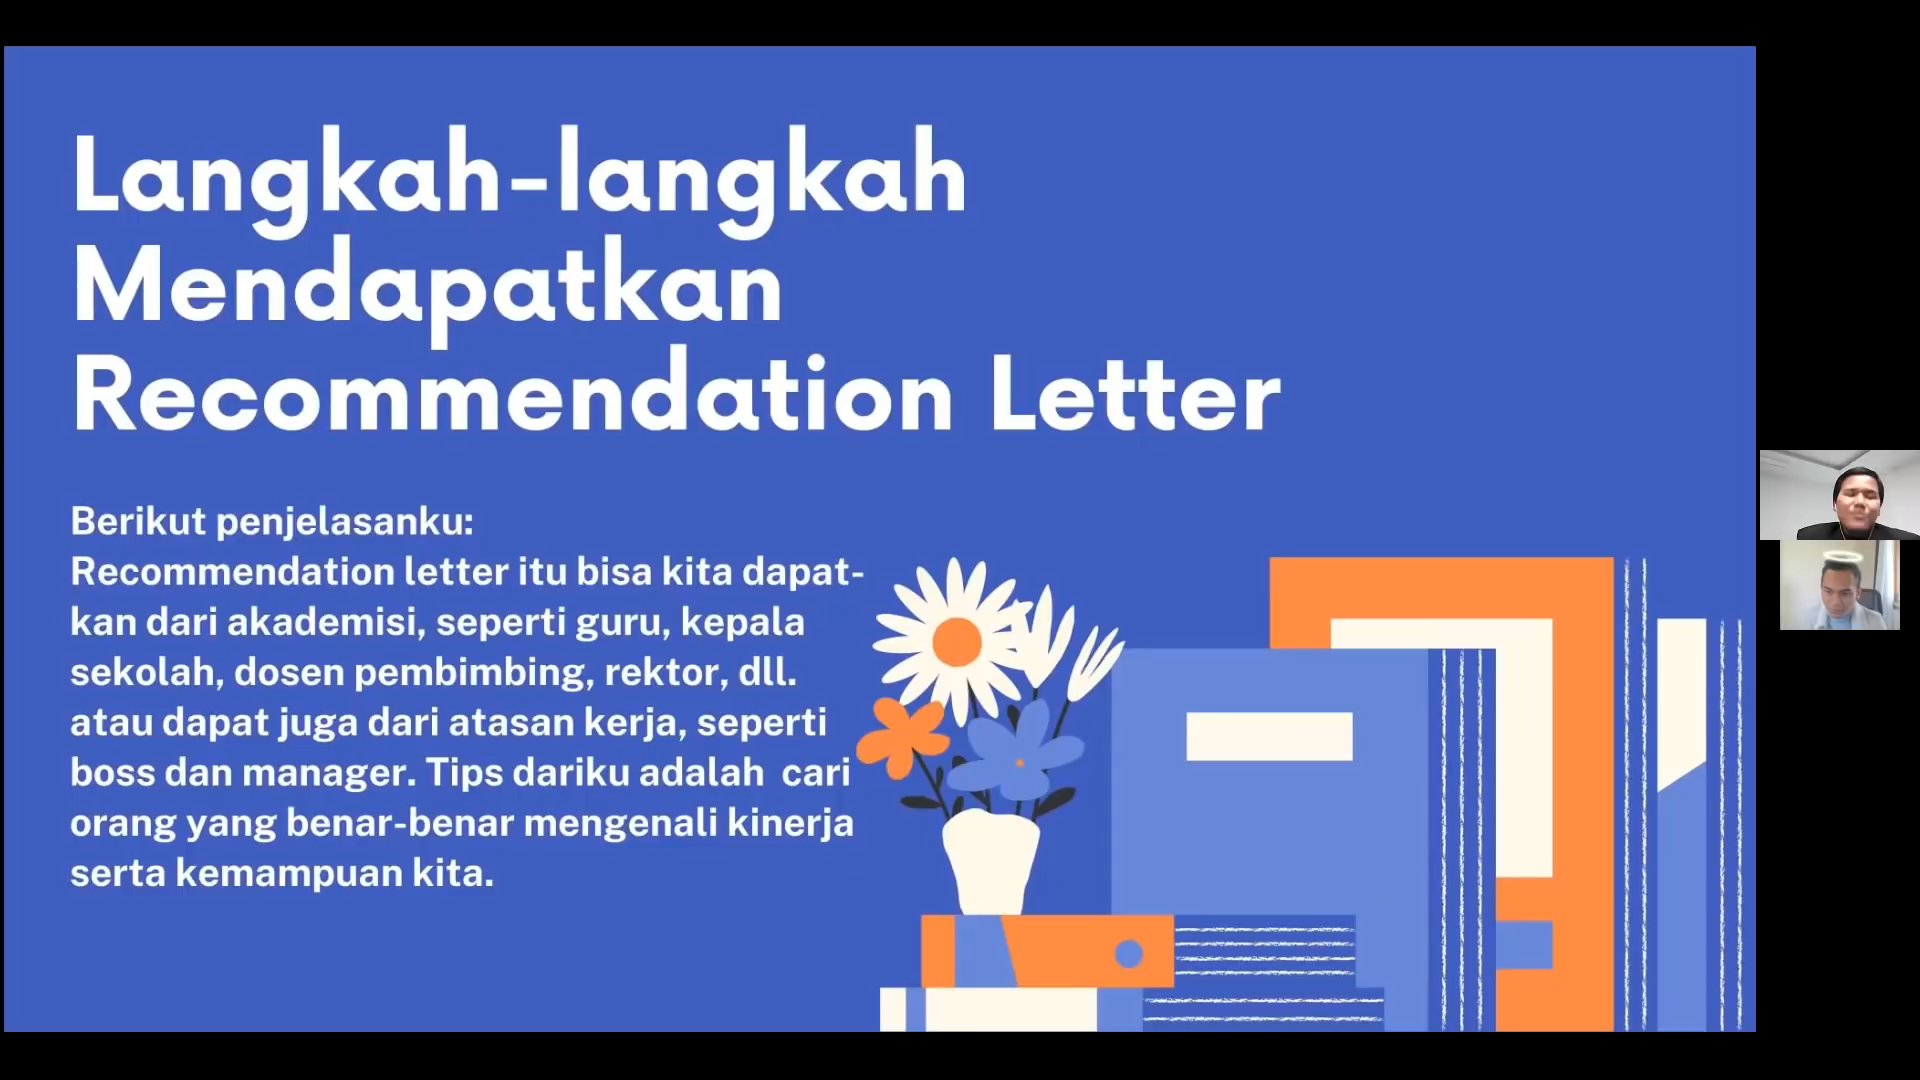 Langkah-langkah
Mendapatkan
Recommendation Letter
Berikut penjelasanku:
Recommendation letter itu bisa kita dapat-
kan dari akademisi, seperti guru, kepala
sekolah, dosen pembimbing, rektor, dll.
atau dapat juga dari atasan kerja, seperti
boss dan manager. Tips dariku adalah  cari
orang yang benar-benar mengenali kinerja
serta kemampuan kita.